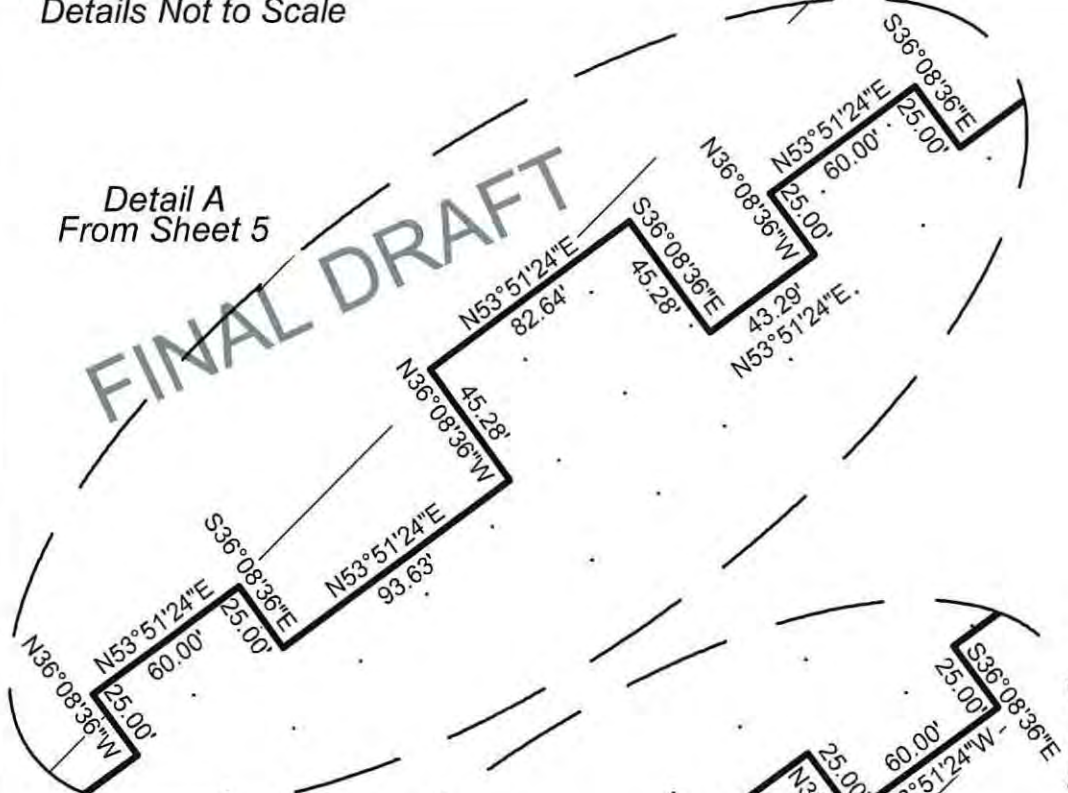 Details Not to Scale
Detail A
From Sheet 5
FINAL DRAFT
S36°08'36"E
25.00'
N53°51'24"E
60.00'
N36°08'36"W
25.00'
43.29'
N53°51'24"E
S36°08'36"E
45.28'
N53°51'24"E
82.64'
N36°08'36"W
45.28'
N53°51'24"E
93.63'
S36°08'36"E
25.00'
N53°51'24"E
60.00'
N36°08'36"W
25.00'
S36°08'36"E
25.00'
60.00'
°51'24"W
25.00'
N3